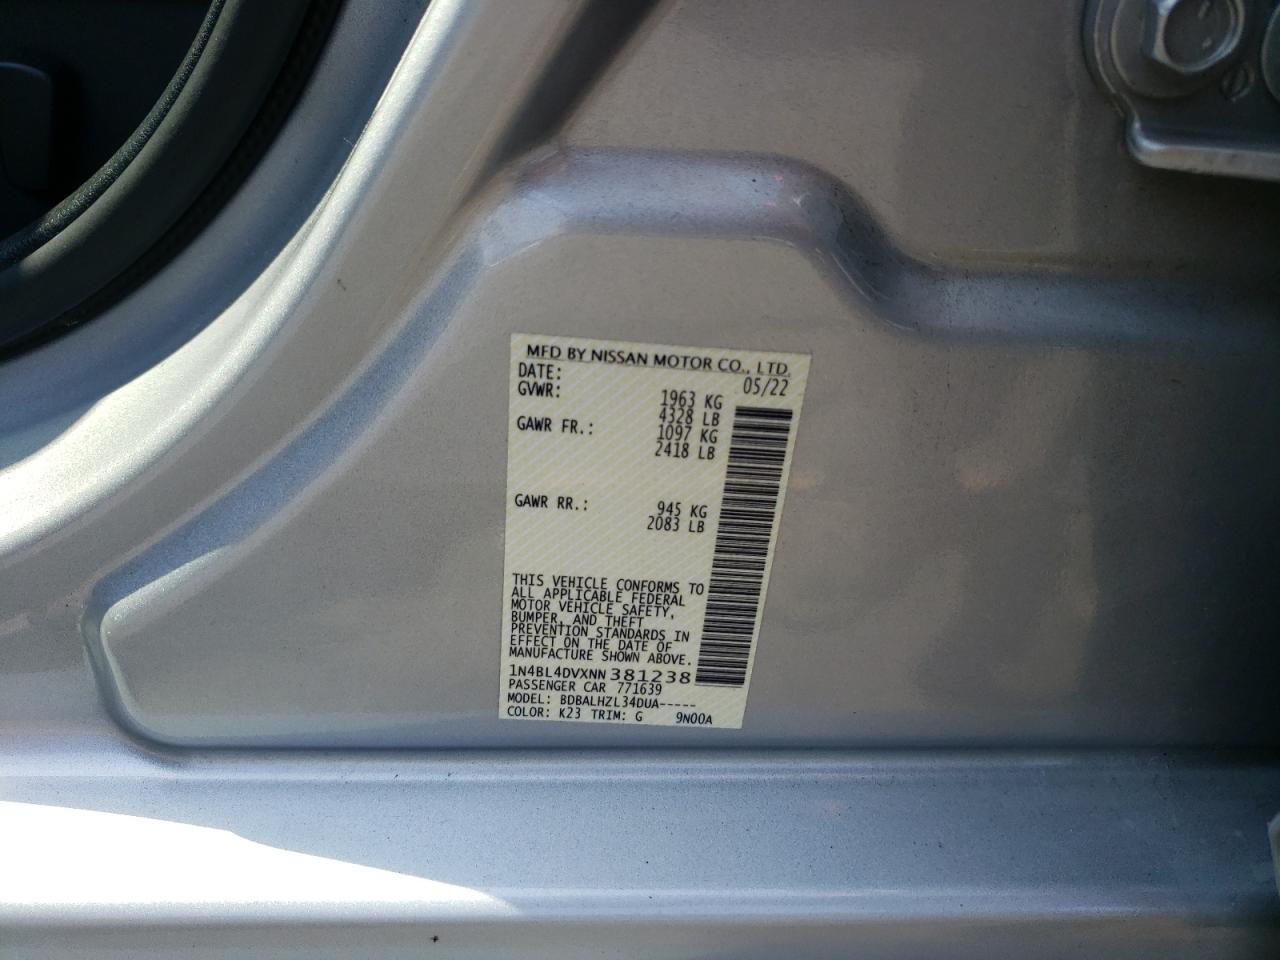 MFD BY NISSAN MOTOR CO., LTD.
DATE: 05/22
GVWR: 1963 KG
4328 LB
GAWR FR.: 1097 KG
2418 LB
GAWR RR.: 945 KG
2083 LB
THIS VEHICLE CONFORMS TO
ALL APPLICABLE FEDERAL
MOTOR VEHICLE SAFETY,
BUMPER, AND THEFT
PREVENTION STANDARDS IN
EFFECT ON THE DATE OF
MANUFACTURE SHOWN ABOVE.
1N4BL4DVXNN381238
PASSENGER CAR 771639
MODEL: BDBALHZL34DUA-----
COLOR: K23 TRIM: G 9N00A